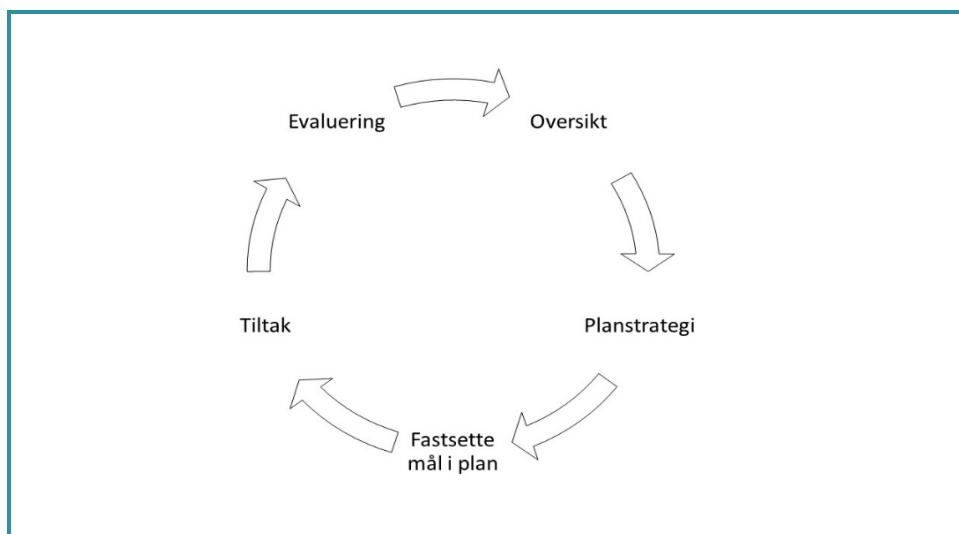 Evaluering
Oversikt
Tiltak
Planstrategi
Fastsette
mål i plan